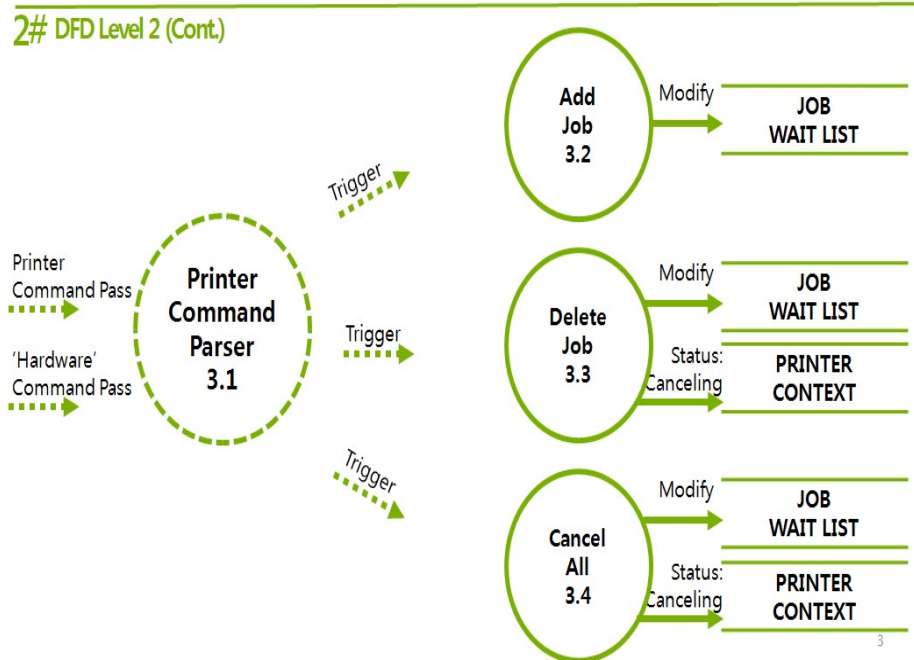 2# DFD Level 2 (Cont.)
Printer
Command Pass
'Hardware'
Command Pass
Printer
Command
Parser
3.1
Trigger
Trigger
Trigger
Add
Job
3.2
Modify
JOB
WAIT LIST
Delete
Job
3.3
Modify
JOB
WAIT LIST
Status:
Canceling
PRINTER
CONTEXT
Cancel
All
3.4
Modify
JOB
WAIT LIST
Status:
Canceling
PRINTER
CONTEXT
3